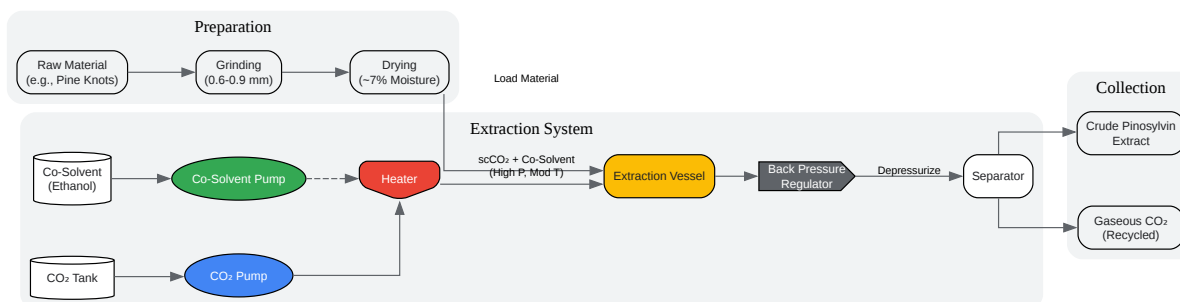 Preparation
Raw Material
(e.g., Pine Knots)
Grinding
(0.6-0.9 mm)
Drying
(~7% Moisture)
Load Material
Collection
Crude Pinosylvin
Extract
Gaseous CO₂
(Recycled)
Extraction System
Co-Solvent
(Ethanol)
Co-Solvent Pump
Heater
scCO₂ + Co-Solvent
(High P, Mod T)
Extraction Vessel
Back Pressure
Regulator
Depressurize
Separator
CO₂ Tank
CO₂ Pump